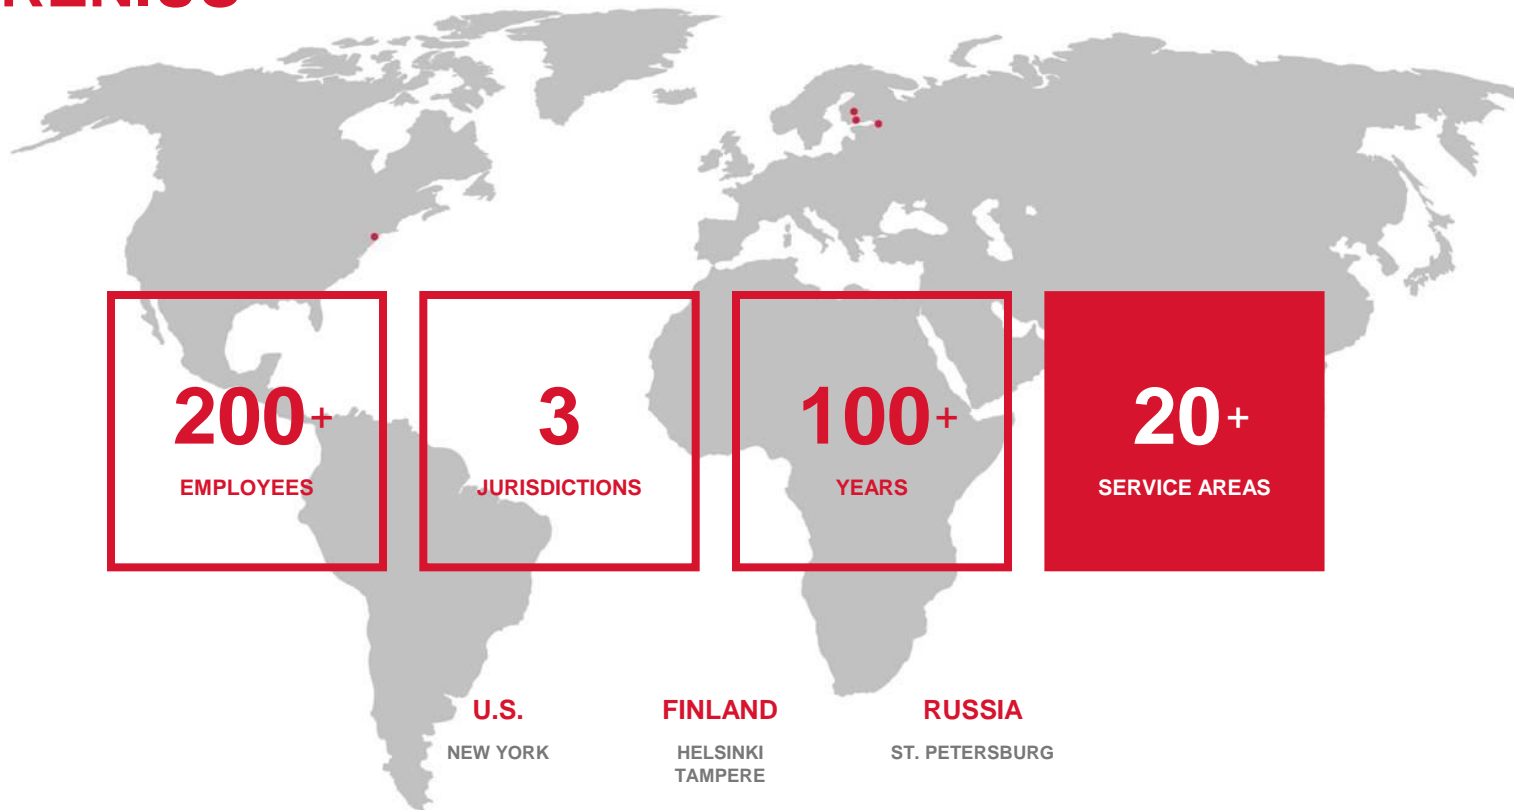 200+
EMPLOYEES
3
JURISDICTIONS
100+
YEARS
20+
SERVICE AREAS
U.S.
NEW YORK
FINLAND
HELSINKI
TAMPERE
RUSSIA
ST. PETERSBURG